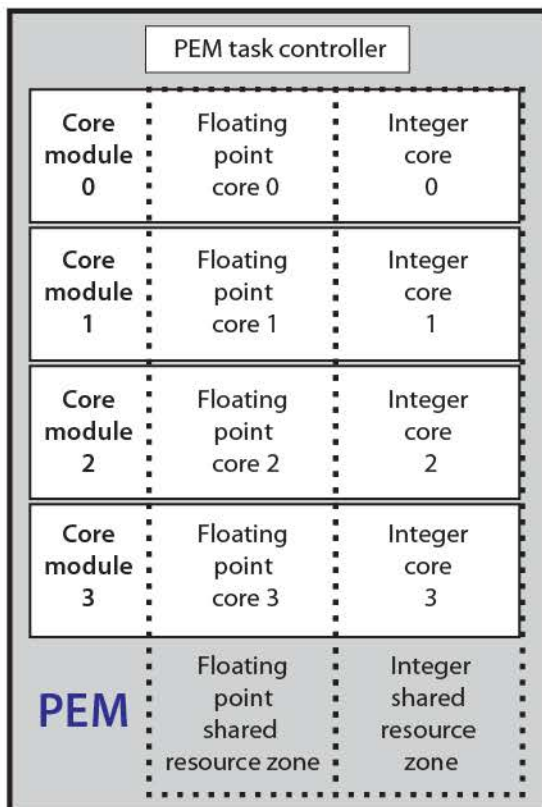 PEM task controller
Core
module
0
Floating
point
core 0
Integer
core
0
Core
module
1
Floating
point
core 1
Integer
core
1
Core
module
2
Floating
point
core 2
Integer
core
2
Core
module
3
Floating
point
core 3
Integer
core
3
PEM
Floating
point
shared
resource zone
Integer
shared
resource
zone